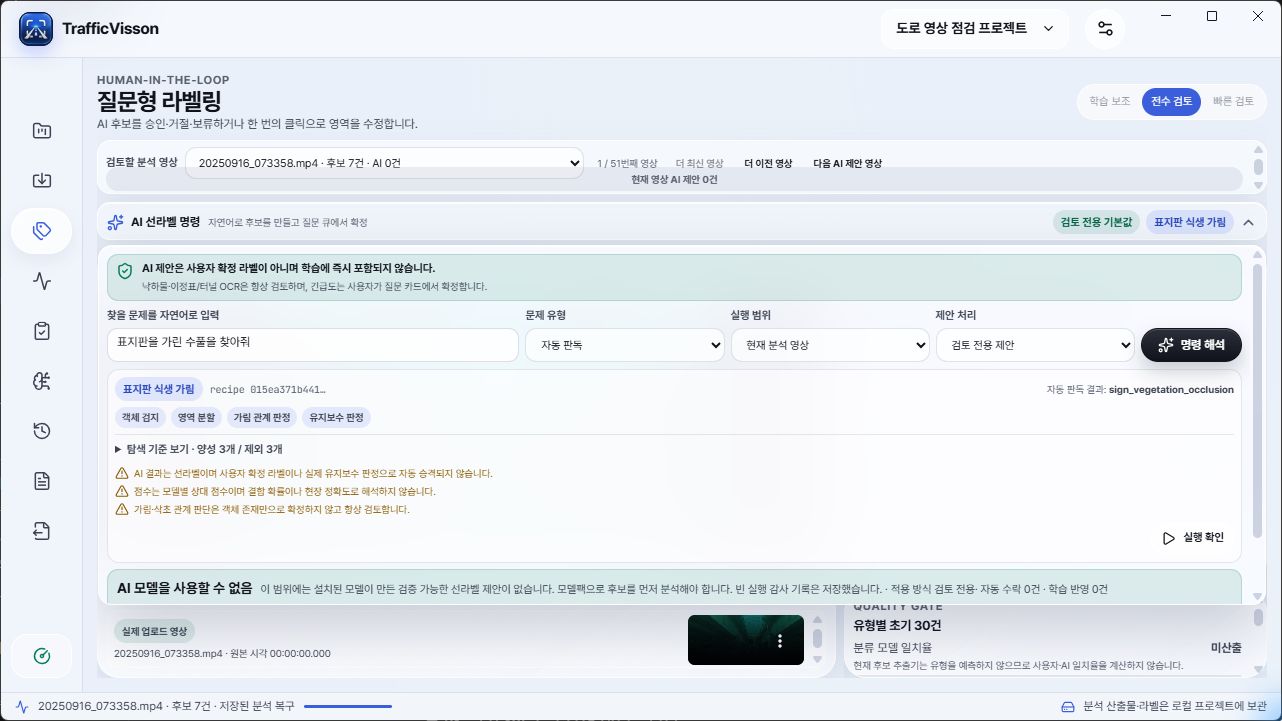 TrafficVisson
도로 영상 점검 프로젝트
HUMAN-IN-THE-LOOP
질문형 라벨링
AI 후보를 승인·거절·보류하거나 한 번의 클릭으로 영역을 수정합니다.
학습 보조 전수 검토 빠른 검토
검토할 분석 영상 20250916_073358.mp4 · 후보 7건 · AI 0건 1 / 51번째 영상 더 최신 영상 더 이전 영상 다음 AI 제안 영상
현재 영상 AI 제안 0건
AI 선라벨 명령 자연어로 후보를 만들고 질문 큐에서 확정 검토 전용 기본값 표지판 식생 가림
AI 제안은 사용자 확정 라벨이 아니며 학습에 즉시 포함되지 않습니다.
낙하물·이정표/터널 OCR은 항상 검토하며, 긴급도는 사용자가 질문 카드에서 확정합니다.
찾을 문제를 자연어로 입력 문제 유형 실행 범위 제안 처리
표지판을 가린 수풀을 찾아줘 자동 판독 현재 분석 영상 검토 전용 제안 명령 해석
표지판 식생 가림 recipe 015ea371b441… 자동 판독 결과: sign_vegetation_occlusion
객체 검지 영역 분할 가림 관계 판정 유지보수 판정
▶ 탐색 기준 보기 · 양성 3개 / 제외 3개
AI 결과는 선라벨이며 사용자 확정 라벨이나 실제 유지보수 판정으로 자동 승격되지 않습니다.
점수는 모델별 상대 점수이며 결함 확률이나 현장 정확도로 해석하지 않습니다.
가림·삭초 관계 판단은 객체 존재만으로 확정하지 않고 항상 검토합니다.
실행 확인
AI 모델을 사용할 수 없음 이 범위에는 설치된 모델이 만든 검증 가능한 선라벨 제안이 없습니다. 모델팩으로 후보를 먼저 분석해야 합니다. 빈 실행 감사 기록은 저장했습니다. · 적용 방식 검토 전용· 자동 수락 0건 · 학습 반영 0건
실제 업로드 영상
20250916_073358.mp4 · 원본 시각 00:00:00.000
QUALITY GATE
유형별 초기 30건
분류 모델 일치율 미산출
현재 후보 추출기는 유형을 예측하지 않으므로 사용자·AI 일치율을 계산하지 않습니다.
20250916_073358.mp4 · 후보 7건 · 저장된 분석 복구
분석 산출물·라벨은 로컬 프로젝트에 보관